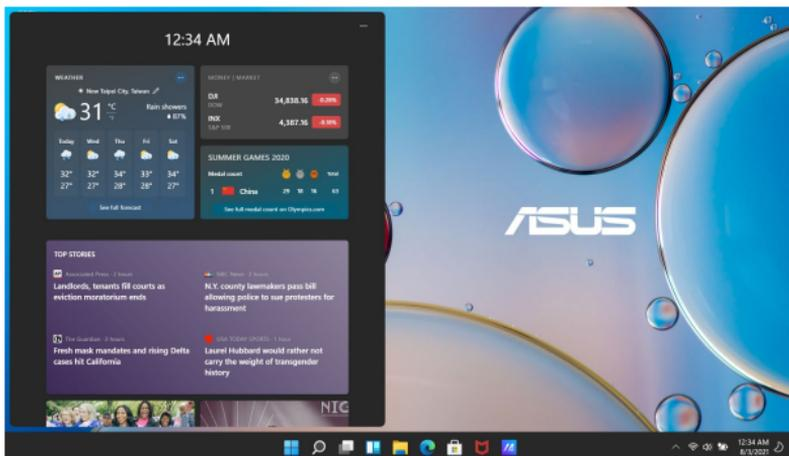 12:34 AM
WEATHER
New Taipei City, Taiwan
31 °C
Rain showers
87%
Today Wed Thu Fri Sat
32° 32° 34° 33° 34°
27° 27° 28° 28° 27°
See full forecast
MONEY | MARKET
DJI 34,838.16 -0.28%
DOW
INX 4,387.16 -0.18%
S&P 500
SUMMER GAMES 2020
Medal count Total
1 China 29 18 16 63
See full medal count on Olympics.com
TOP STORIES
Associated Press · 2 hours
Landlords, tenants fill courts as
eviction moratorium ends
NBC News · 2 hours
N.Y. county lawmakers pass bill
allowing police to sue protesters for
harassment
The Guardian · 3 hours
Fresh mask mandates and rising Delta
cases hit California
USA TODAY SPORTS · 1 hour
Laurel Hubbard would rather not
carry the weight of transgender
history
NIC
ASUS
12:34 AM
8/3/2021